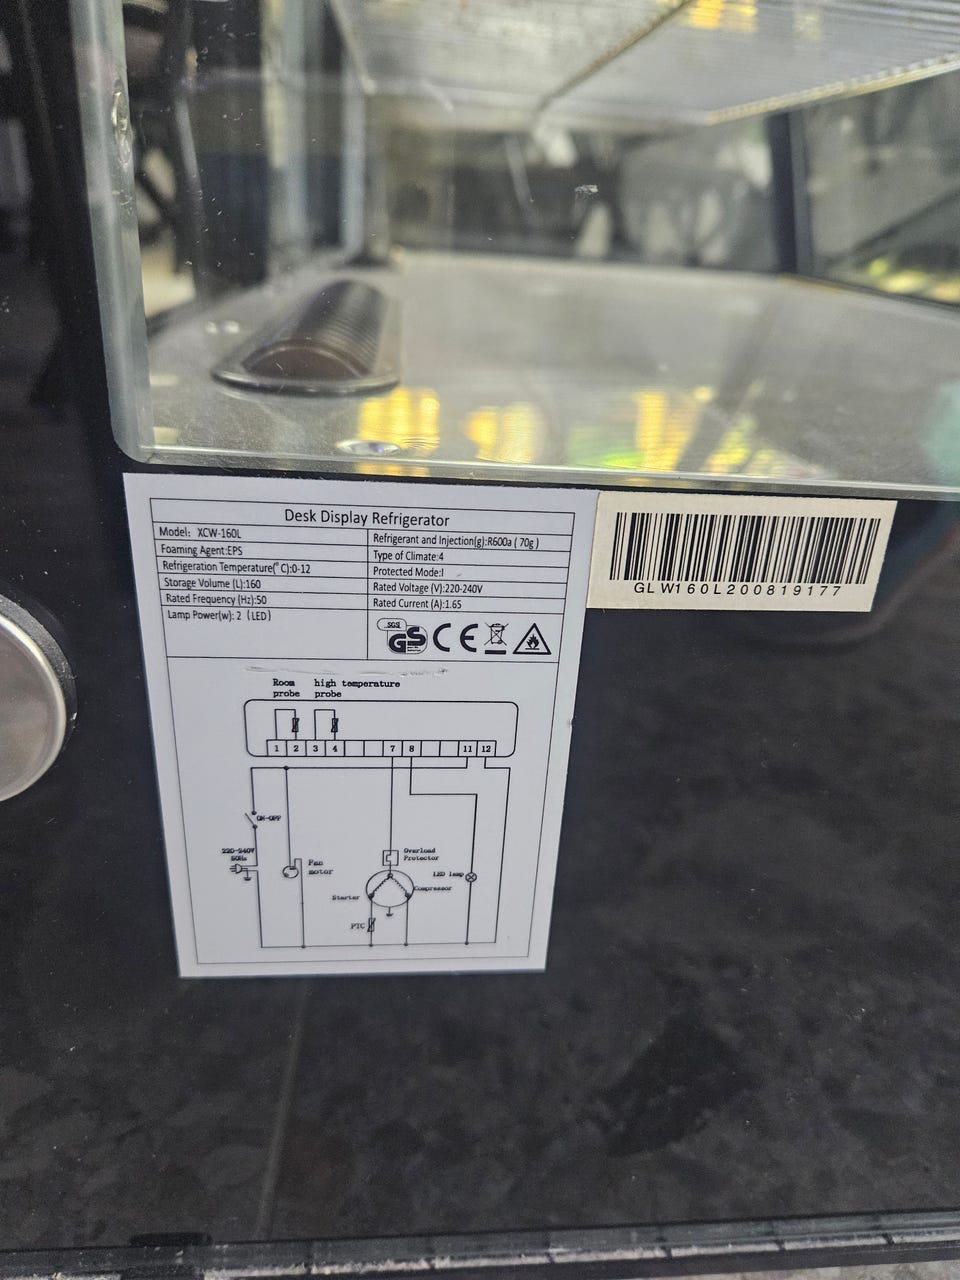 Desk Display Refrigerator
Model: XCW-160L
Refrigerant and Injection(g):R600a ( 70g )
Foaming Agent:EPS
Type of Climate:4
Refrigeration Temperature(° C):0-12
Protected Mode:I
Storage Volume (L):160
Rated Voltage (V):220-240V
Rated Frequency (Hz):50
Rated Current (A):1.65
Lamp Power(w): 2 (LED)
SGS
GS CE
GLW160L200819177
Room probe
high temperature probe
1 2 3 4 7 8 11 12
ON-OFF
220-240V
50Hz
Fan motor
Overload Protector
LED lamp
Compressor
Starter
PTC